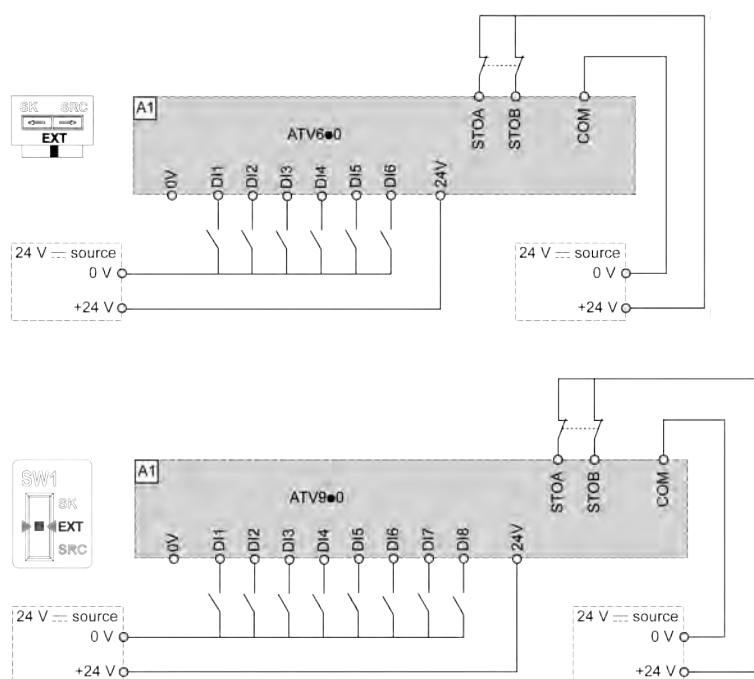 SK SRC
EXT
A1
ATV6●0
STOA
STOB
COM
0V
DI1
DI2
DI3
DI4
DI5
DI6
24V
24 V ⎓ source
0 V
+24 V
24 V ⎓ source
0 V
+24 V
SW1
SK
EXT
SRC
A1
ATV9●0
STOA
STOB
COM
0V
DI1
DI2
DI3
DI4
DI5
DI6
DI7
DI8
24V
24 V ⎓ source
0 V
+24 V
24 V ⎓ source
0 V
+24 V